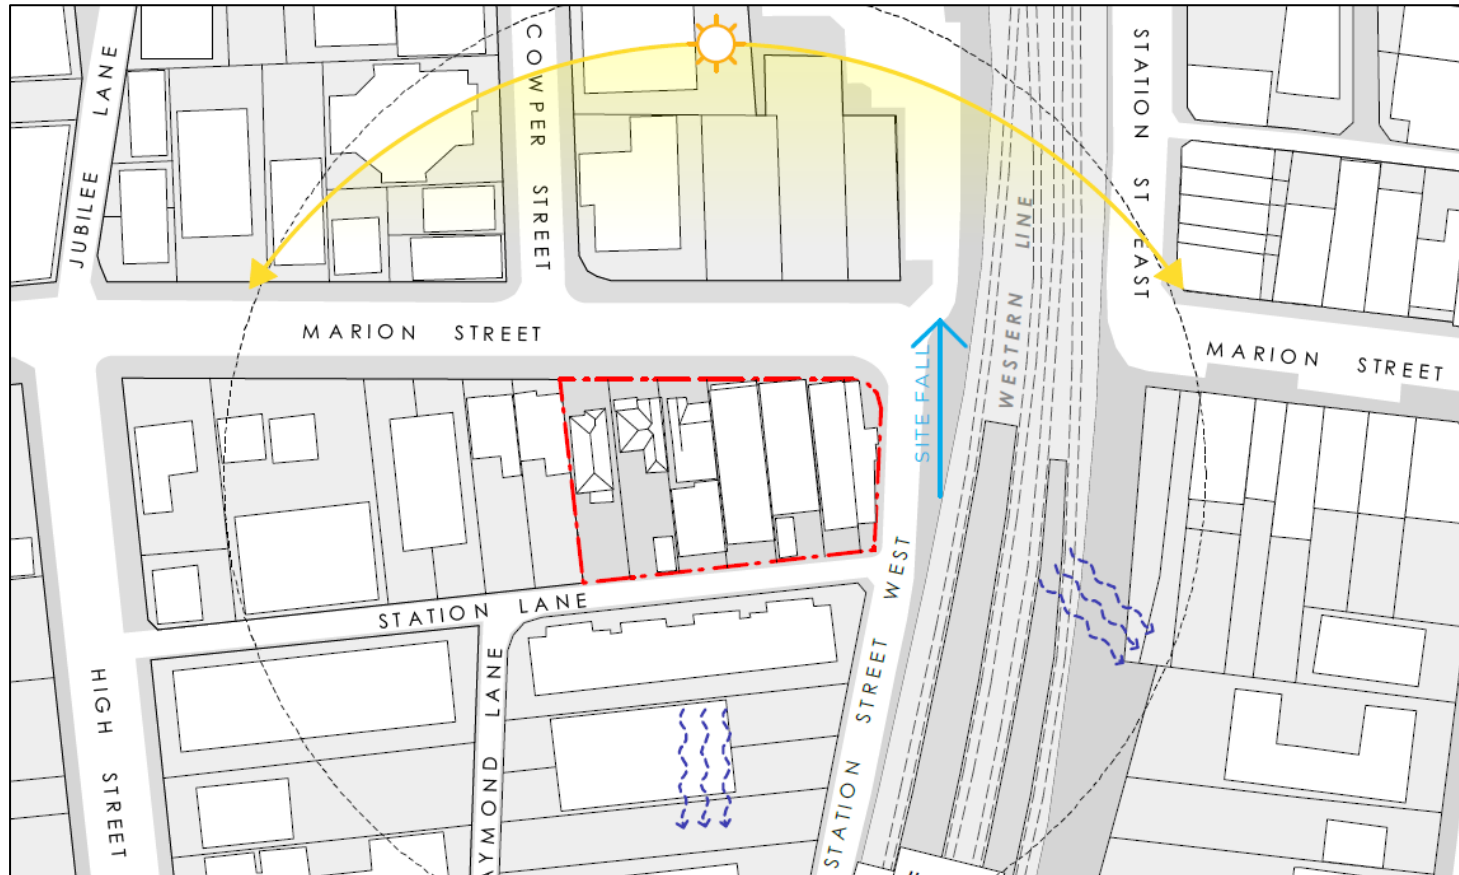 JUBILEE LANE
COWPER STREET
STATION ST EAST
WESTERN LINE
MARION STREET
MARION STREET
SITE FALL
STATION LANE
STATION STREET WEST
HIGH STREET
AYMOND LANE